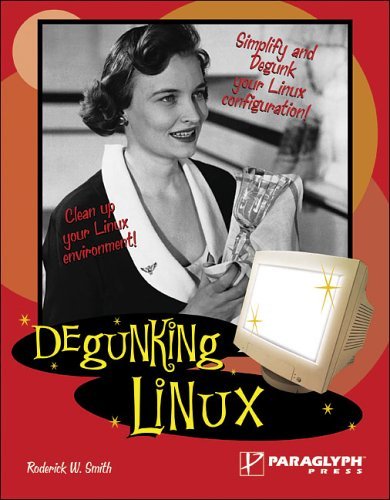 Simplify and
Degunk
your Linux
configuration!
Clean up
your Linux
environment!
DEGUNKING
LINUX
Roderick W. Smith
PARAGLYPH
PRESS